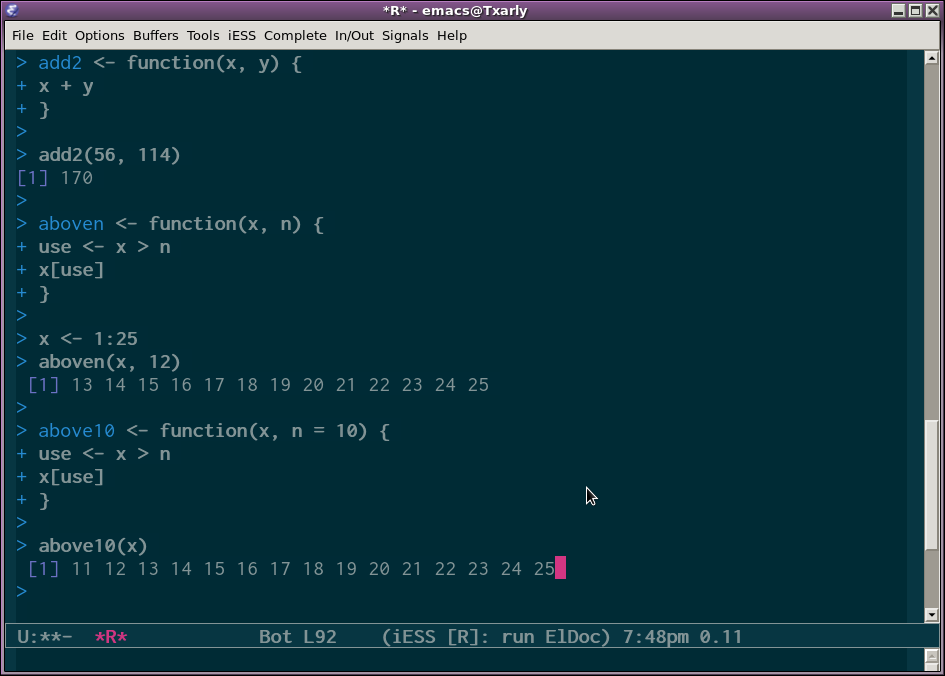 *R* - emacs@Txarly
File Edit Options Buffers Tools iESS Complete In/Out Signals Help
> add2 <- function(x, y) {
+ x + y
+ }
>
> add2(56, 114)
[1] 170
>
> aboven <- function(x, n) {
+ use <- x > n
+ x[use]
+ }
>
> x <- 1:25
> aboven(x, 12)
 [1] 13 14 15 16 17 18 19 20 21 22 23 24 25
>
> above10 <- function(x, n = 10) {
+ use <- x > n
+ x[use]
+ }
>
> above10(x)
 [1] 11 12 13 14 15 16 17 18 19 20 21 22 23 24 25
>
U:**-  *R*            Bot L92    (iESS [R]: run ElDoc) 7:48pm 0.11